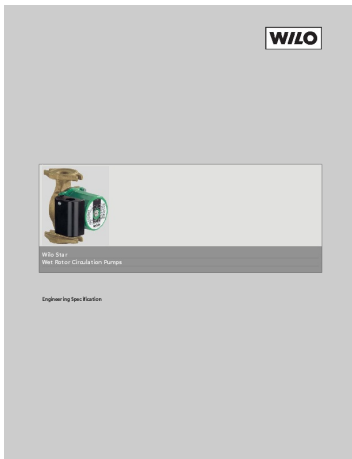 WILO
Wilo Star
Wet Rotor Circulation Pumps
Engineering Specification